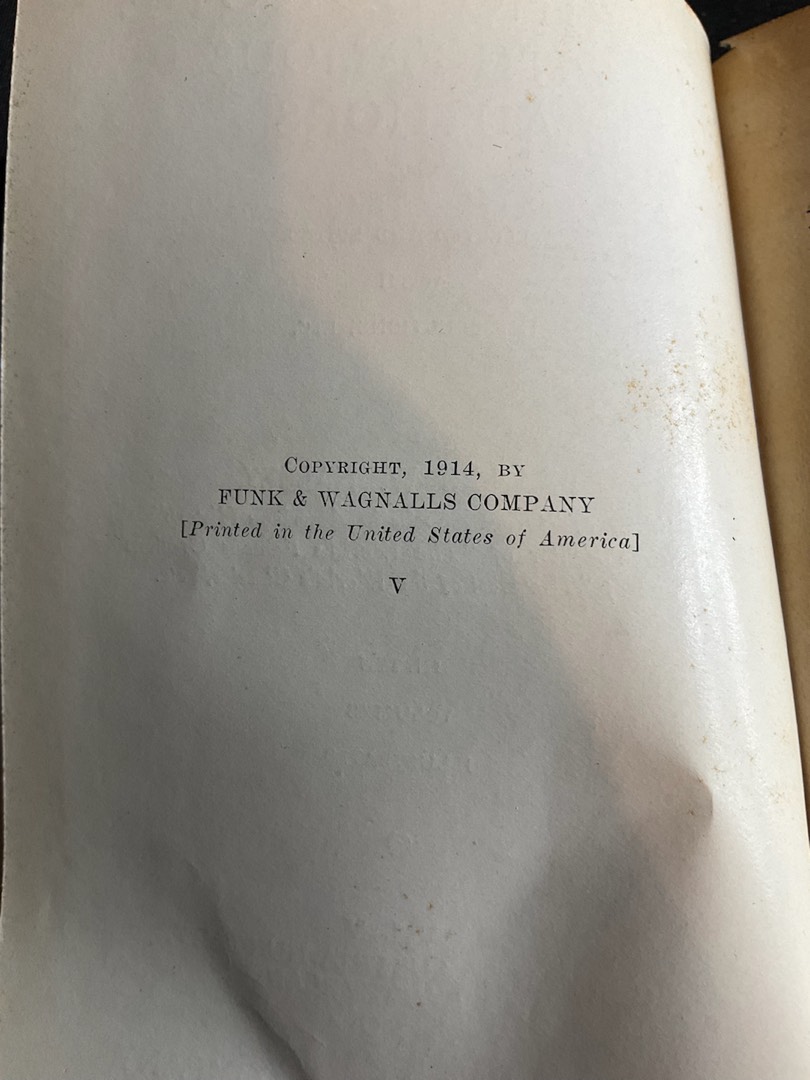 COPYRIGHT, 1914, BY
FUNK & WAGNALLS COMPANY
[Printed in the United States of America]
V